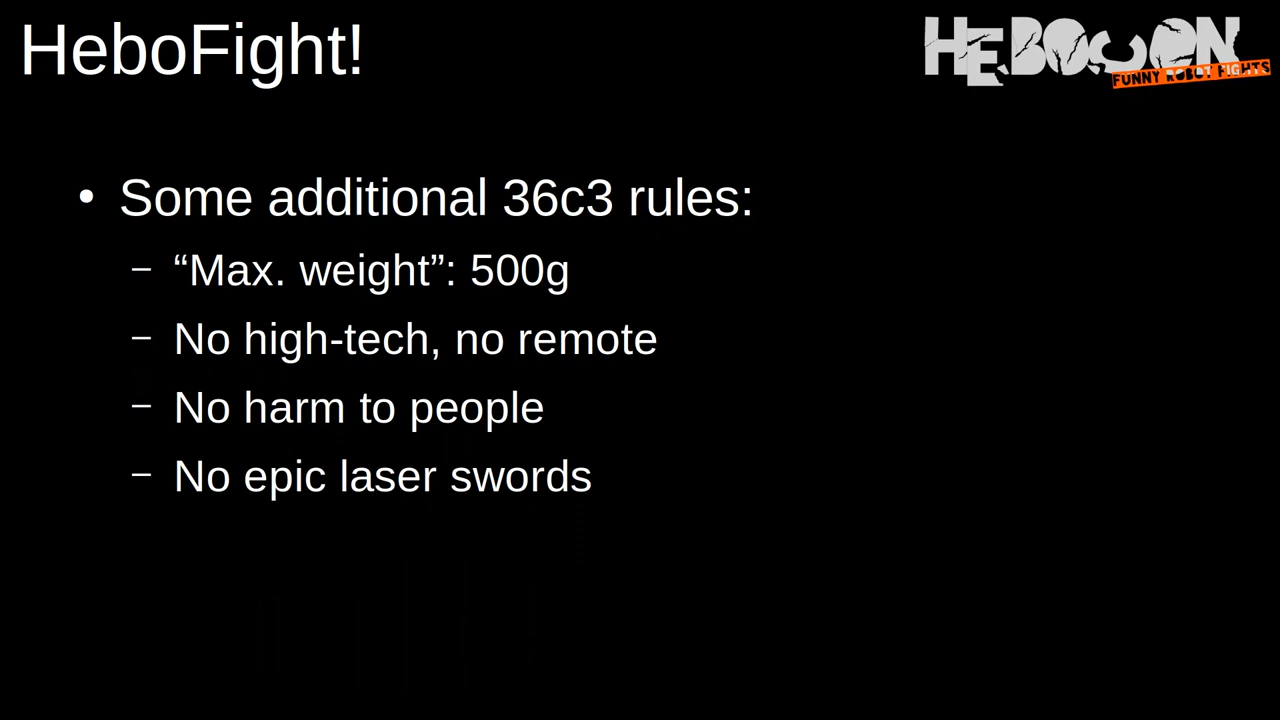 HeboFight!
HEBOCON
FUNNY ROBOT FIGHTS
• Some additional 36c3 rules:
– “Max. weight”: 500g
– No high-tech, no remote
– No harm to people
– No epic laser swords